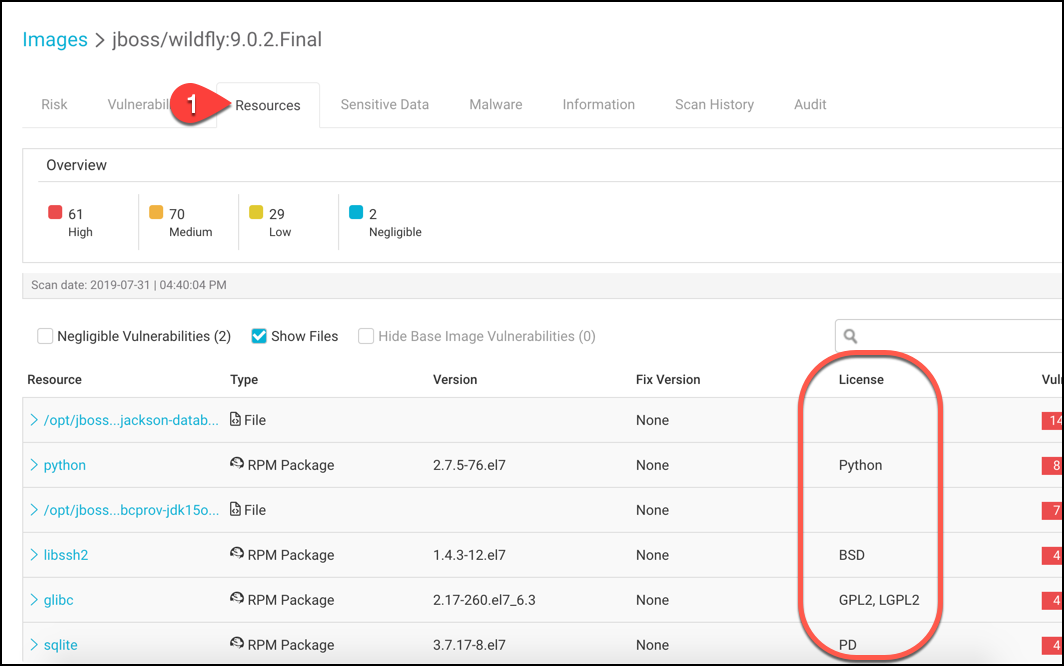 Images > jboss/wildfly:9.0.2.Final
Risk Vulnerabil 1 Resources Sensitive Data Malware Information Scan History Audit
Overview
61 70 29 2
High Medium Low Negligible
Scan date: 2019-07-31 | 04:40:04 PM
Negligible Vulnerabilities (2) Show Files Hide Base Image Vulnerabilities (0)
Resource Type Version Fix Version License Vuln
> /opt/jboss...jackson-datab... File None 14
> python RPM Package 2.7.5-76.el7 None Python 8
> /opt/jboss...bcprov-jdk15o... File None 7
> libssh2 RPM Package 1.4.3-12.el7 None BSD 4
> glibc RPM Package 2.17-260.el7_6.3 None GPL2, LGPL2 4
> sqlite RPM Package 3.7.17-8.el7 None PD 4